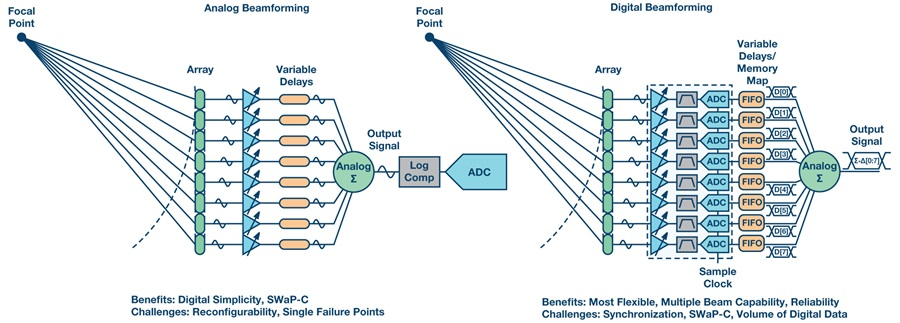 Analog Beamforming
Focal
Point
Array
Variable
Delays
Output
Signal
Analog
Σ
Log
Comp
ADC
Benefits: Digital Simplicity, SWaP-C
Challenges: Reconfigurability, Single Failure Points
Digital Beamforming
Focal
Point
Array
Variable
Delays/
Memory
Map
ADC
FIFO
D[0]
ADC
FIFO
D[1]
ADC
FIFO
D[2]
ADC
FIFO
D[3]
ADC
FIFO
D[4]
ADC
FIFO
D[5]
ADC
FIFO
D[6]
ADC
FIFO
D[7]
Analog
Σ
Output
Signal
Σ-Δ[0:7]
Sample
Clock
Benefits: Most Flexible, Multiple Beam Capability, Reliability
Challenges: Synchronization, SWaP-C, Volume of Digital Data